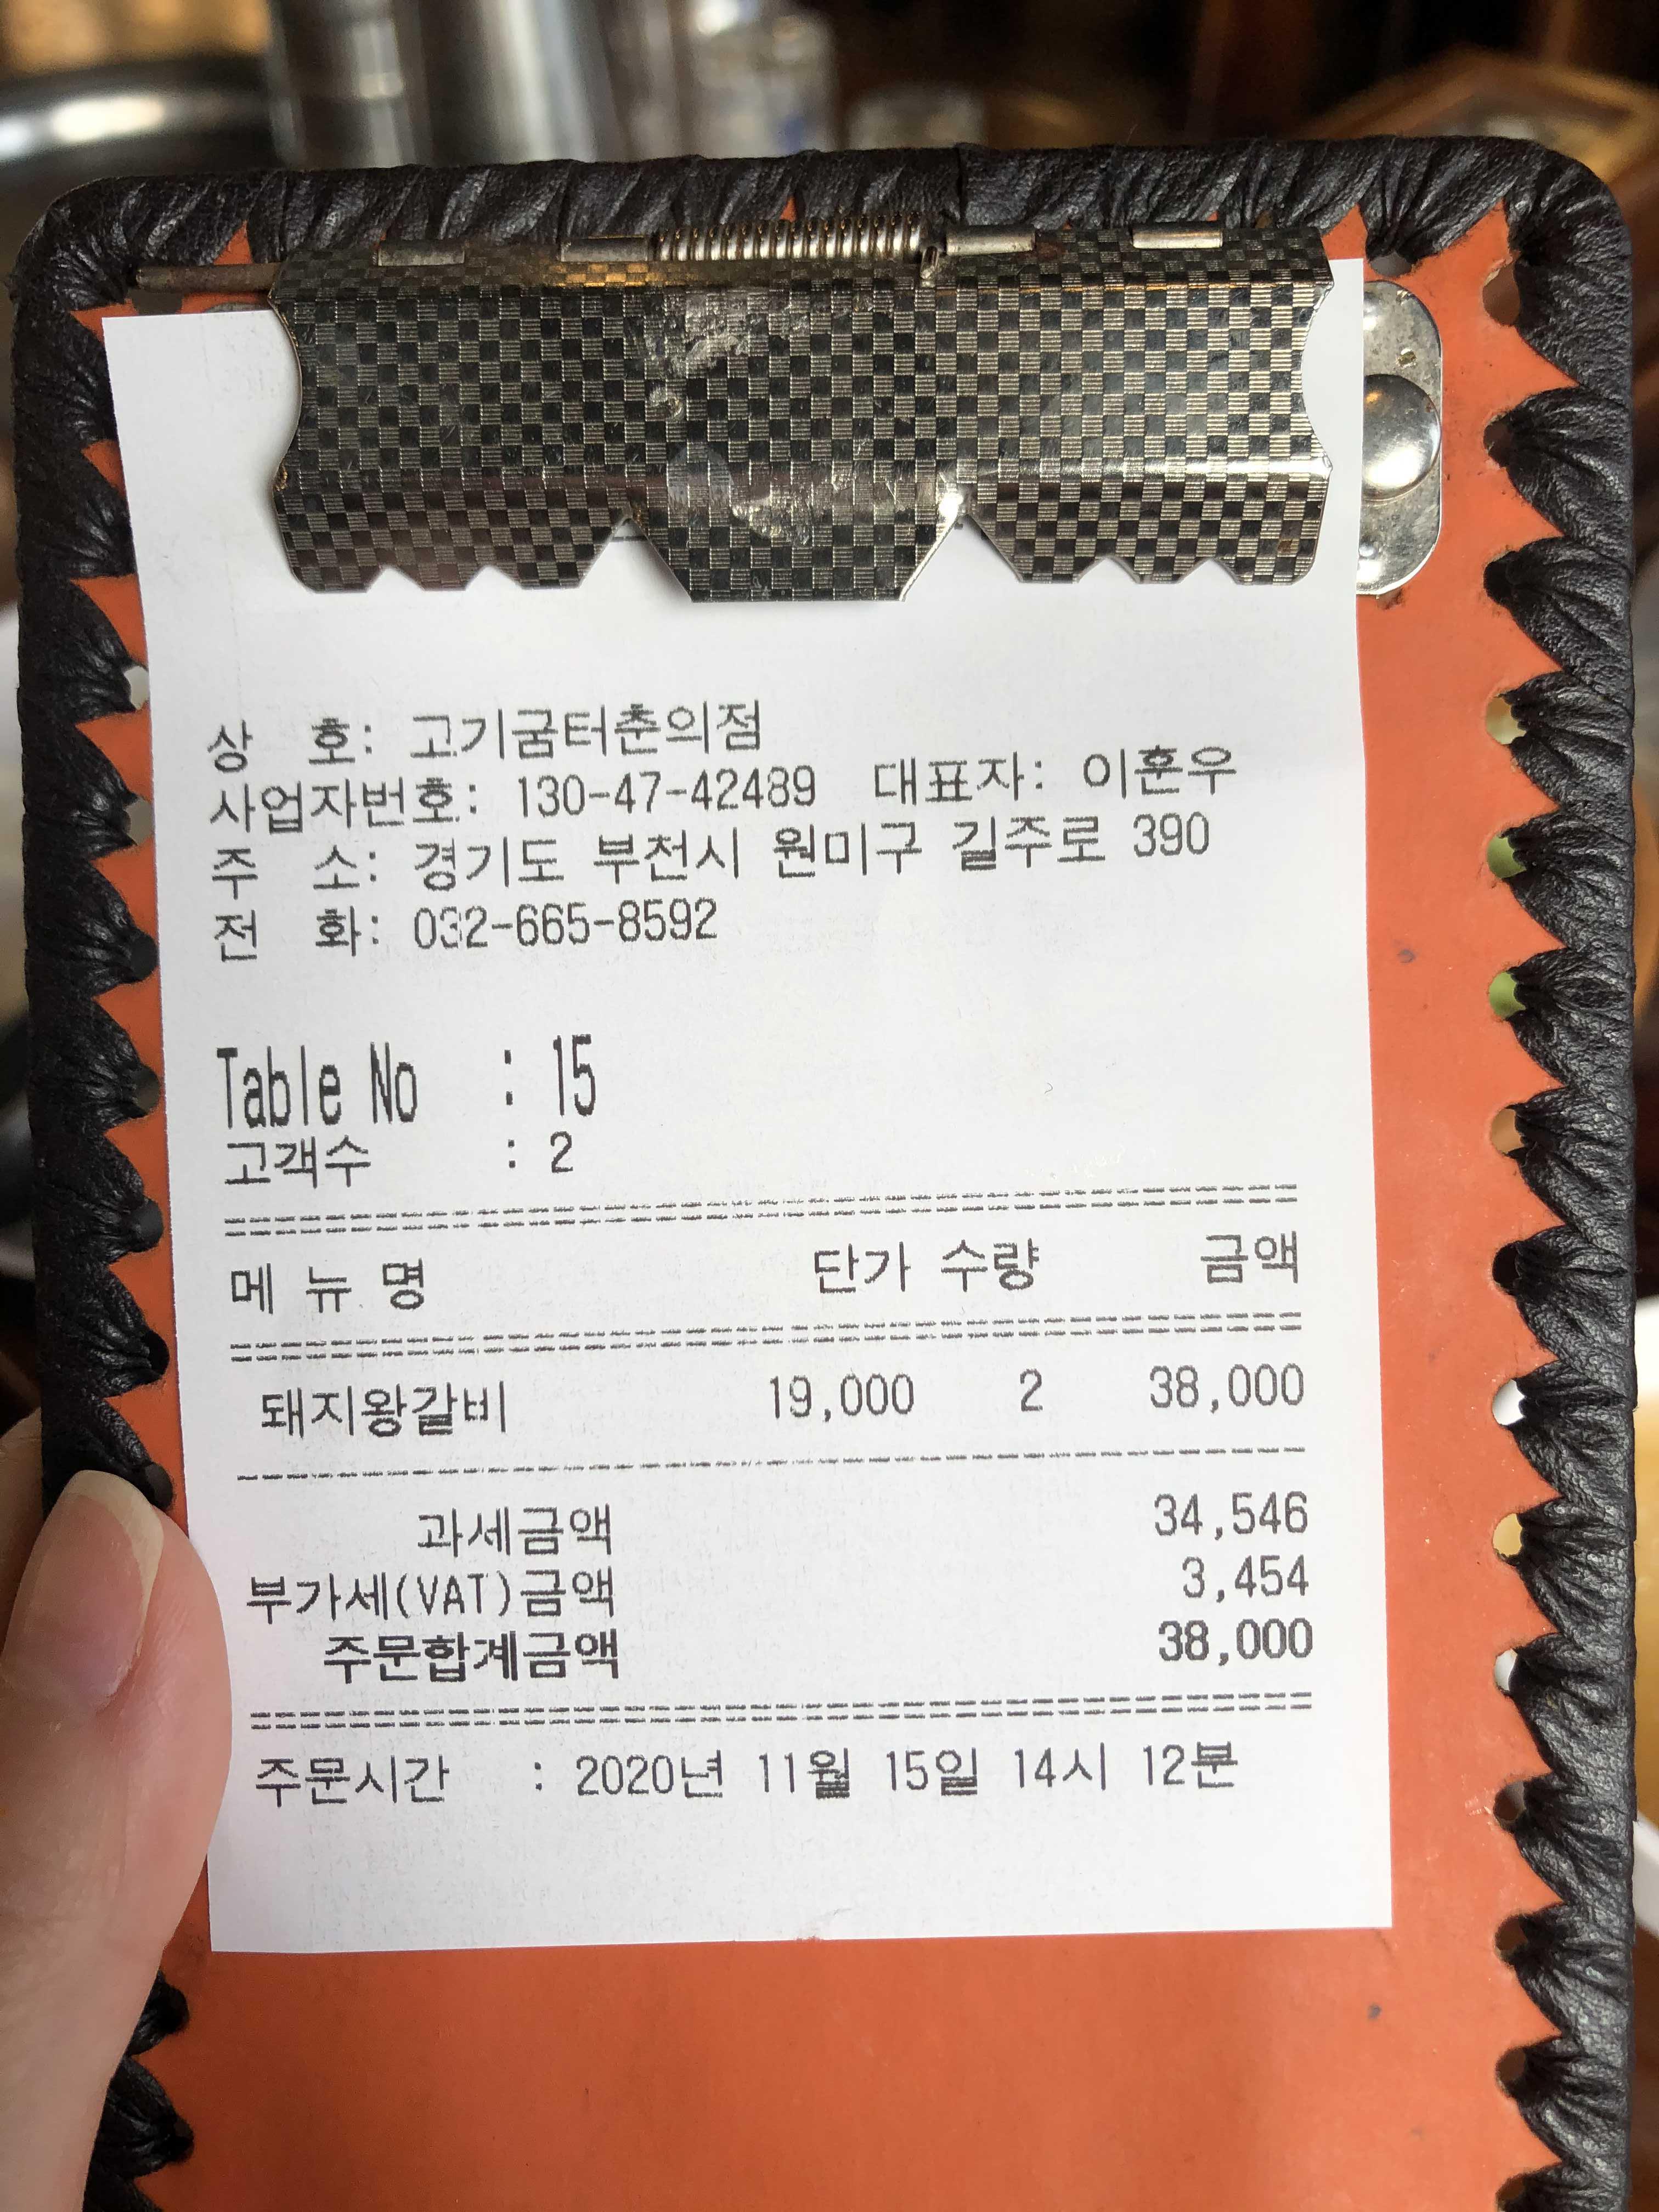 상 호: 고기굼터춘의점
사업자번호: 130-47-42489 대표자: 이훈우
주 소: 경기도 부천시 원미구 길주로 390
전 화: 032-665-8592
Table No : 15
고객수 : 2
메 뉴 명 단가 수량 금액
돼지왕갈비 19,000 2 38,000
과세금액 34,546
부가세(VAT)금액 3,454
주문합계금액 38,000
주문시간 : 2020년 11월 15일 14시 12분